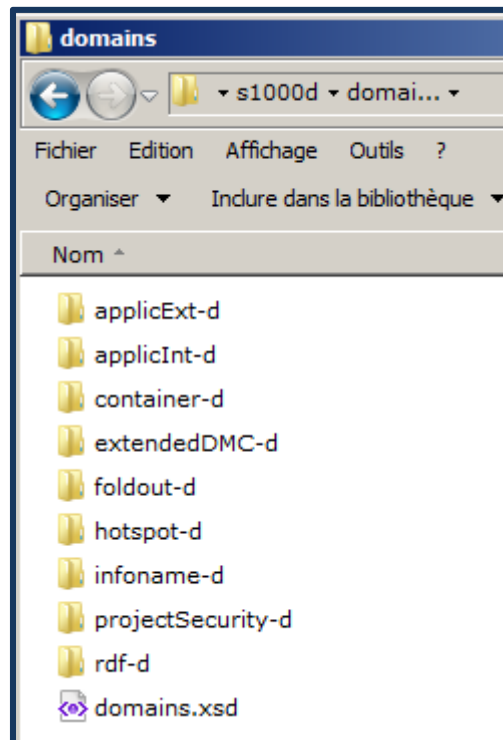 domains
s1000d domai...
Fichier Edition Affichage Outils ?
Organiser Inclure dans la bibliothèque
Nom
applicExt-d
applicInt-d
container-d
extendedDMC-d
foldout-d
hotspot-d
infoname-d
projectSecurity-d
rdf-d
domains.xsd